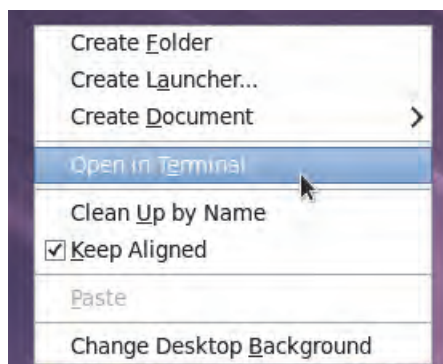 Create Folder
Create Launcher...
Create Document
Open in Terminal
Clean Up by Name
Keep Aligned
Paste
Change Desktop Background